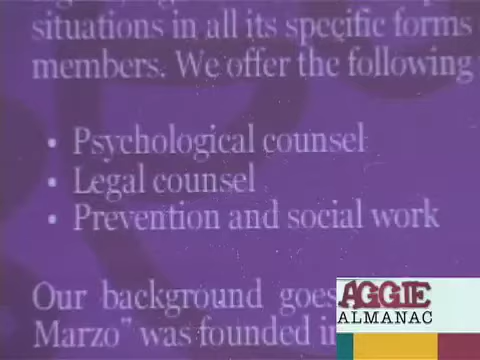 situations in all its specific forms
members. We offer the following
• Psychological counsel
• Legal counsel
• Prevention and social work
Our background goes
Marzo" was founded in
AGGIE
ALMANAC